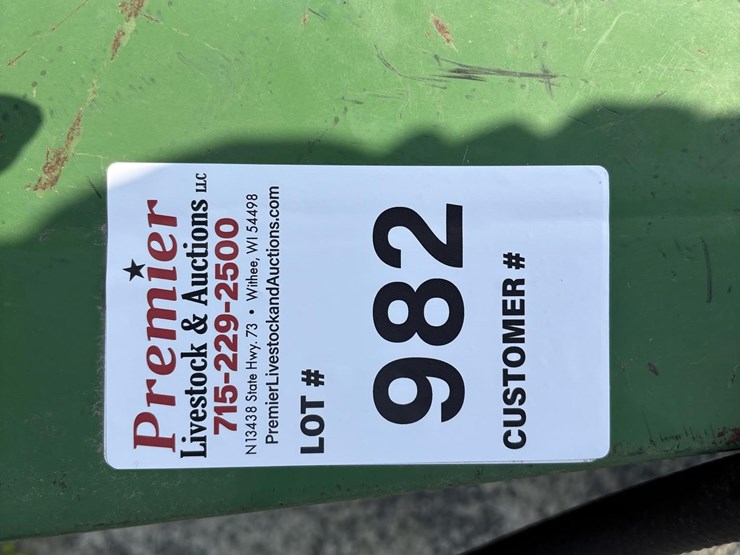 Premier
Livestock & Auctions LLC
715-229-2500
N13438 State Hwy. 73 • Withee, WI 54498
PremierLivestockandAuctions.com
LOT #
982
CUSTOMER #